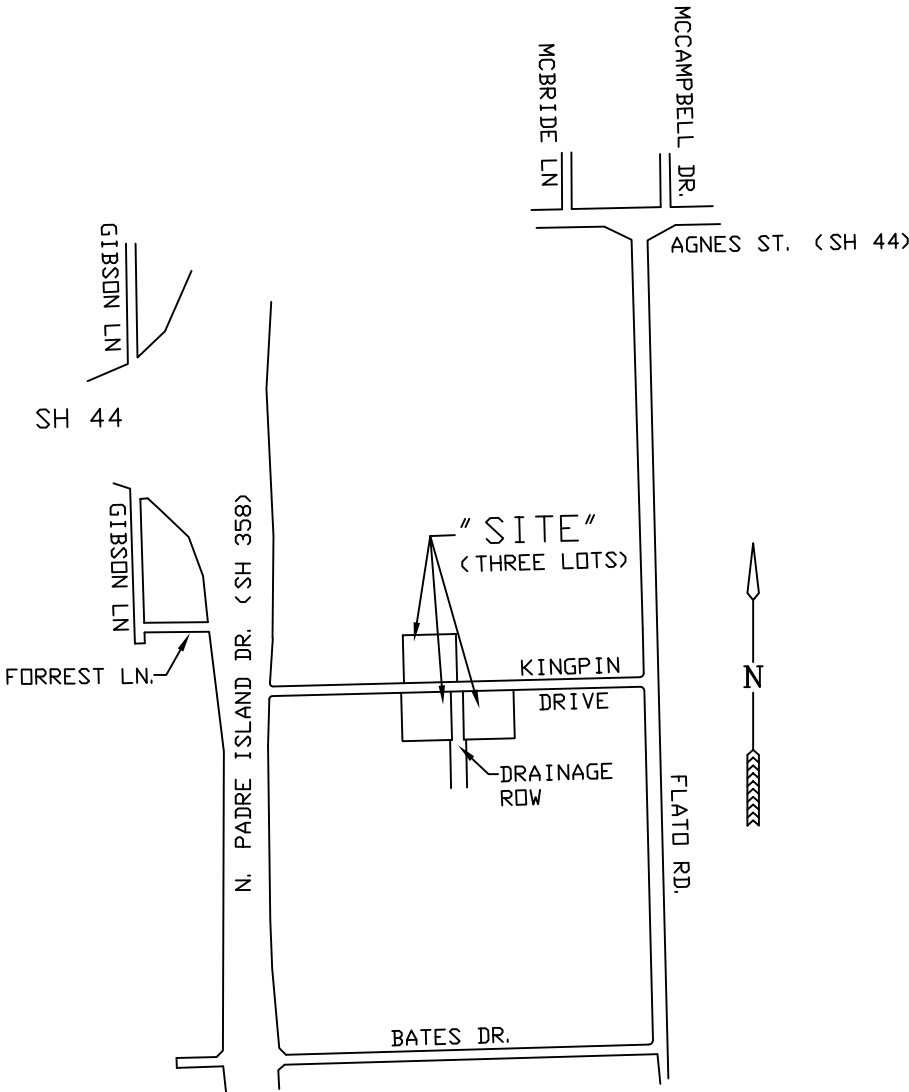 MCCAMPBELL DR.
MCBRIDE LN
AGNES ST. (SH 44)
GIBSON LN
SH 44
GIBSON LN
N. PADRE ISLAND DR. (SH 358)
"SITE"
(THREE LOTS)
FORREST LN.
KINGPIN
DRIVE
N
DRAINAGE
ROW
FLATO RD.
BATES DR.